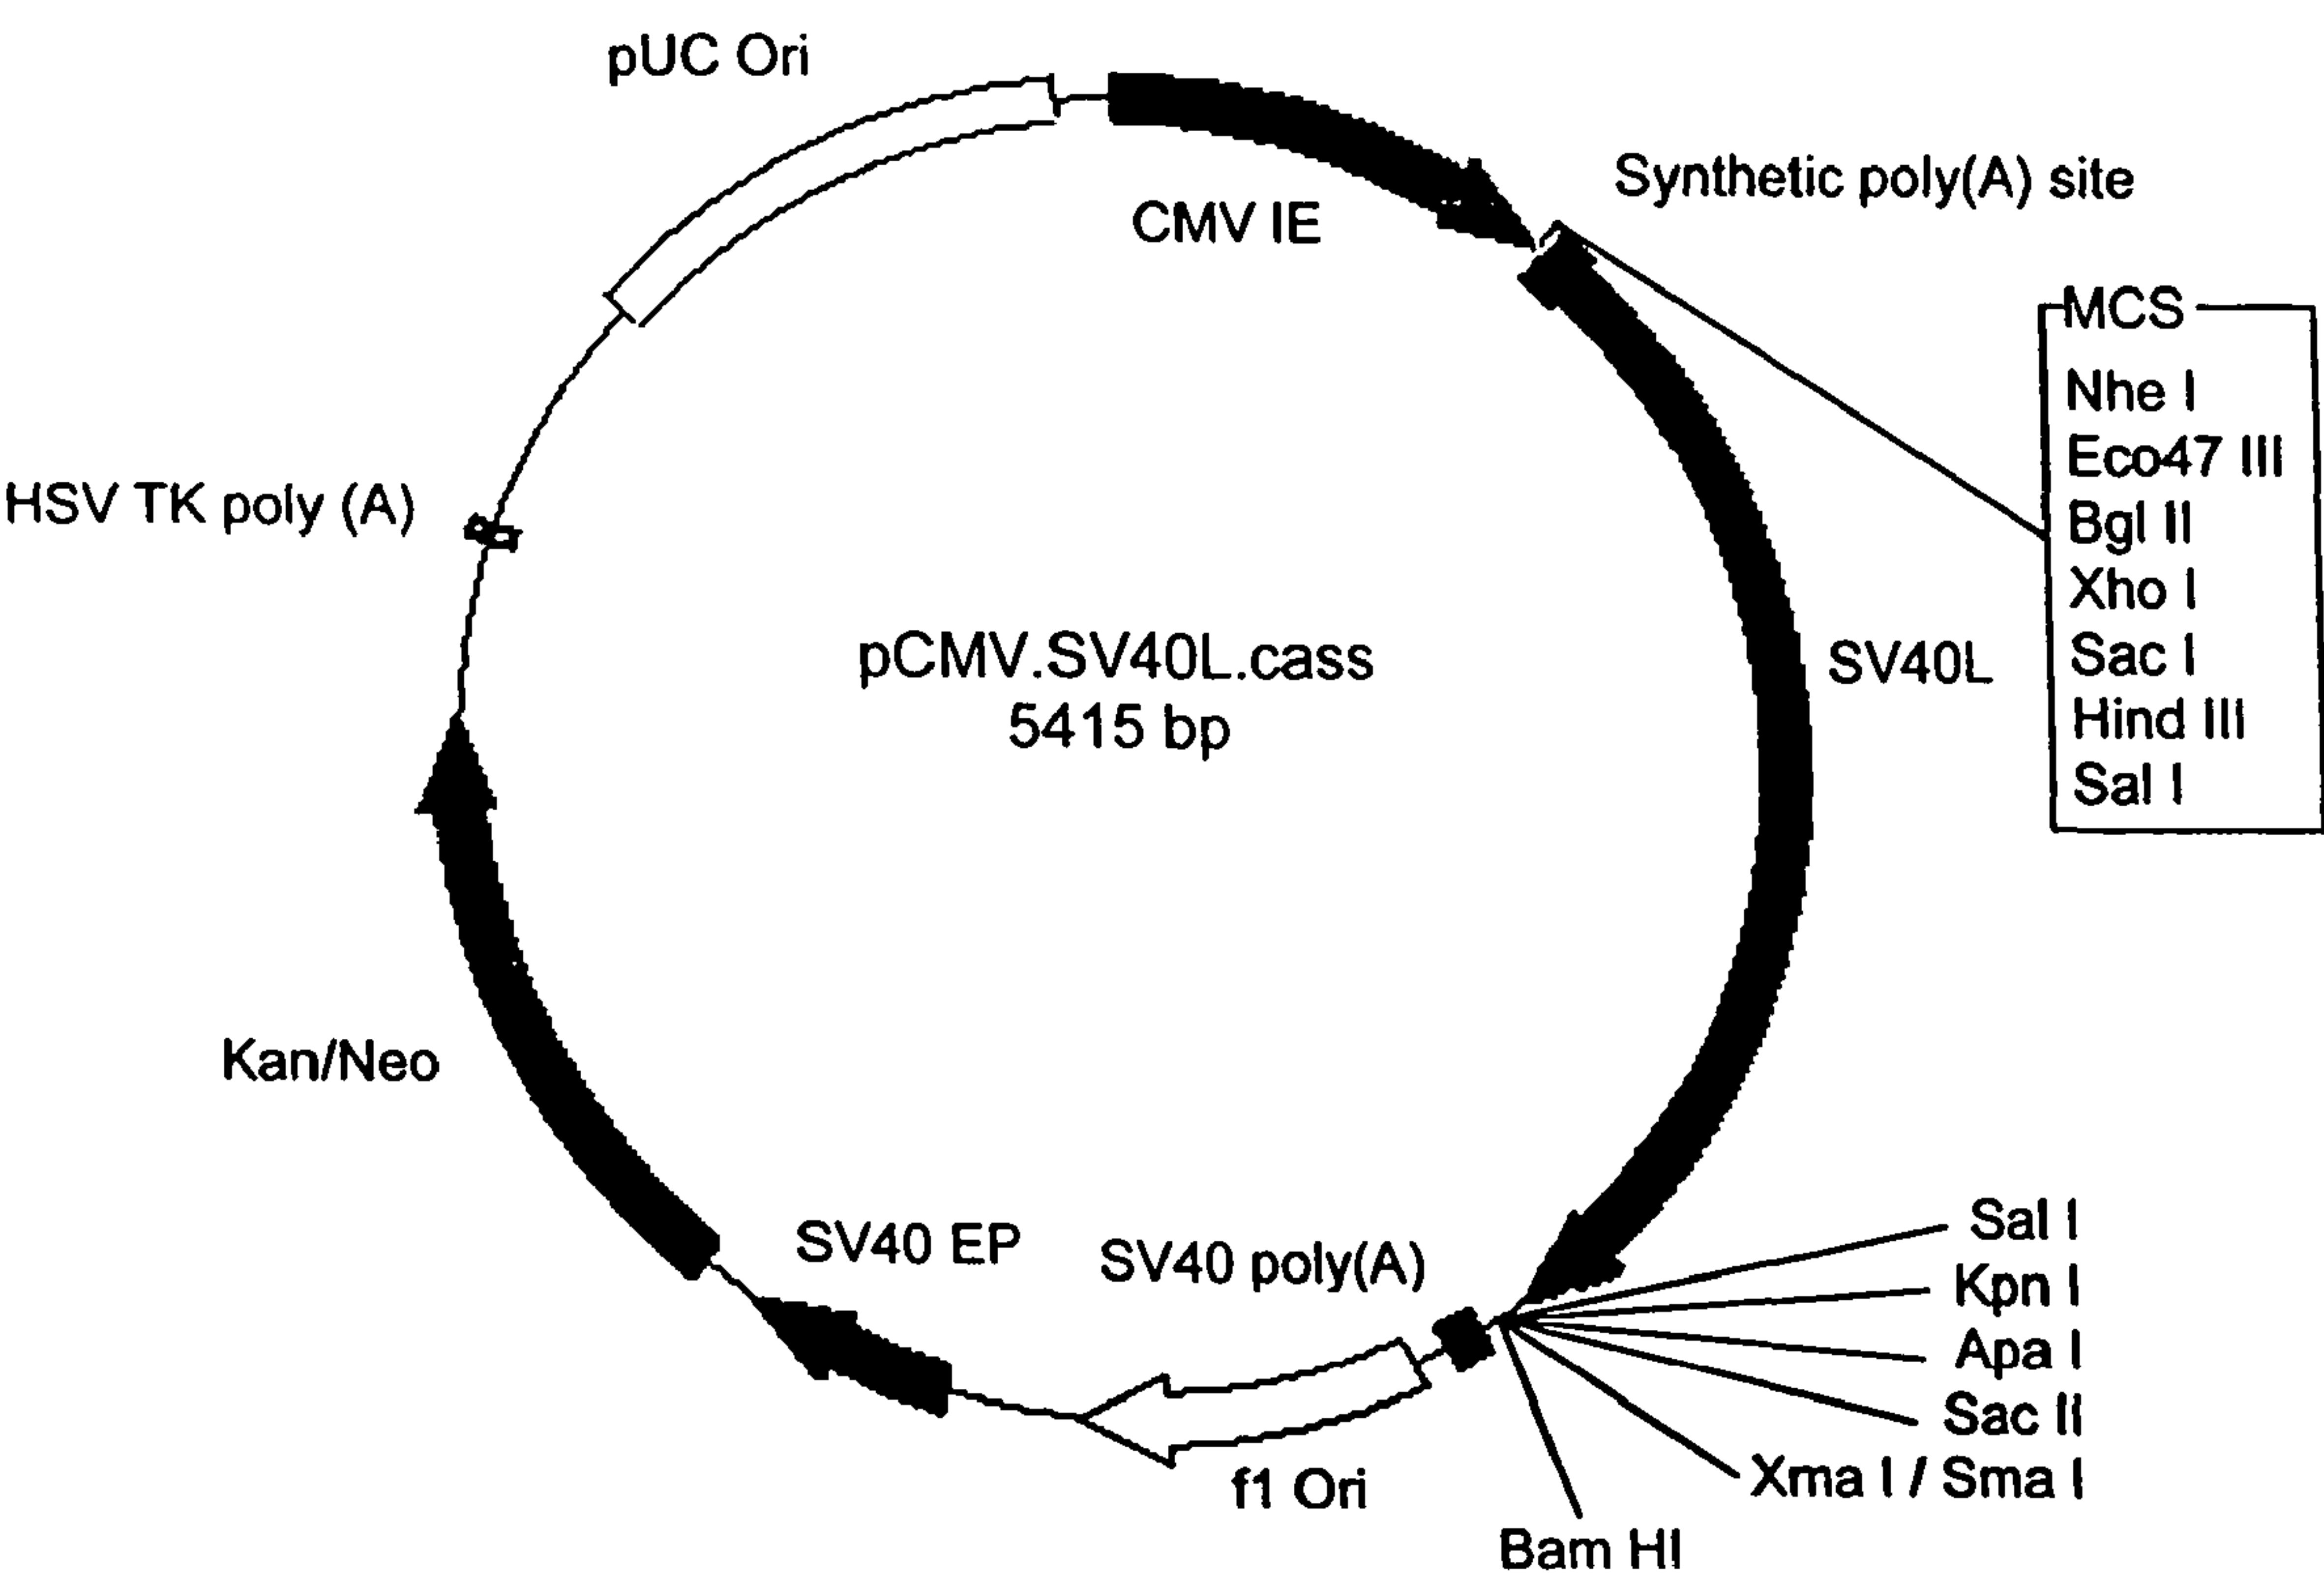 pUC Ori
CMV IE
Synthetic poly(A) site
MCS
Nhe I
Eco47 III
Bgl II
Xho I
Sac I
Hind III
Sal I
HSV TK poly (A)
pCMV.SV40L.cass
5415 bp
SV40L
Kan/Neo
SV40 EP
SV40 poly(A)
f1 Ori
Sal I
Kpn I
Apa I
Sac II
Xma I / Sma I
Bam HI